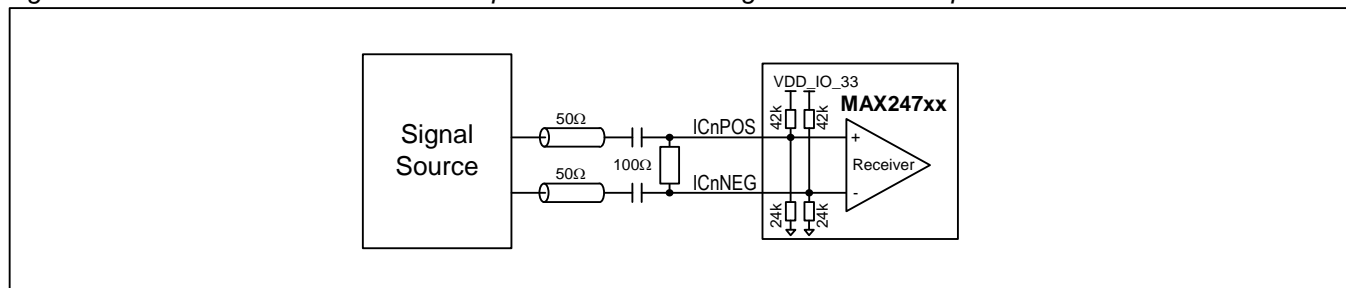 VDD_IO_33
MAX247xx
42k
42k
50Ω
ICnPOS
Signal
Source
+
Receiver
100Ω
50Ω
ICnNEG
-
24k
24k